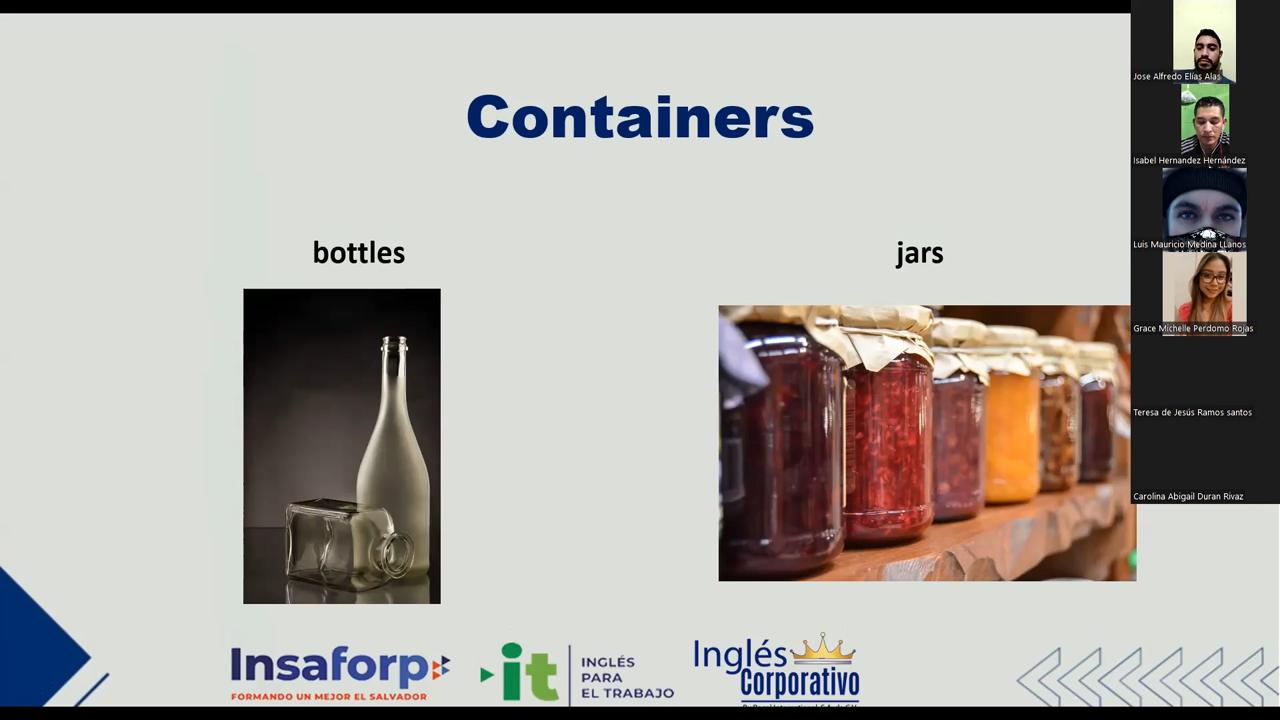 Containers
bottles
jars
Insaforp
FORMANDO UN MEJOR EL SALVADOR
it
INGLÉS
PARA
EL TRABAJO
Inglés
Corporativo
Jose Alfredo Elías Alas
Isabel Hernandez Hernández
Luis Mauricio Medina LLanos
Grace Michelle Perdomo Rojas
Teresa de Jesús Ramos santos
Carolina Abigail Duran Rivaz